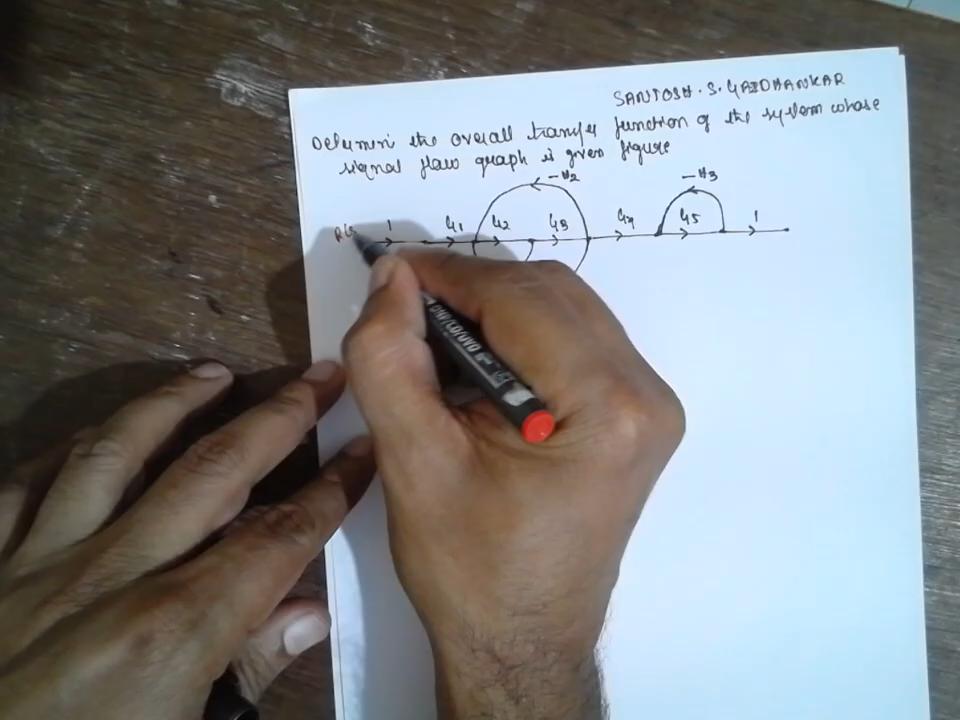 SANTOSH.S.GAIDHANKAR
Determine the overall transfer function of the system whose
signal flow graph is given figure
-H2 -H3
R(s 1 G1 G2 G3 G4 G5 1